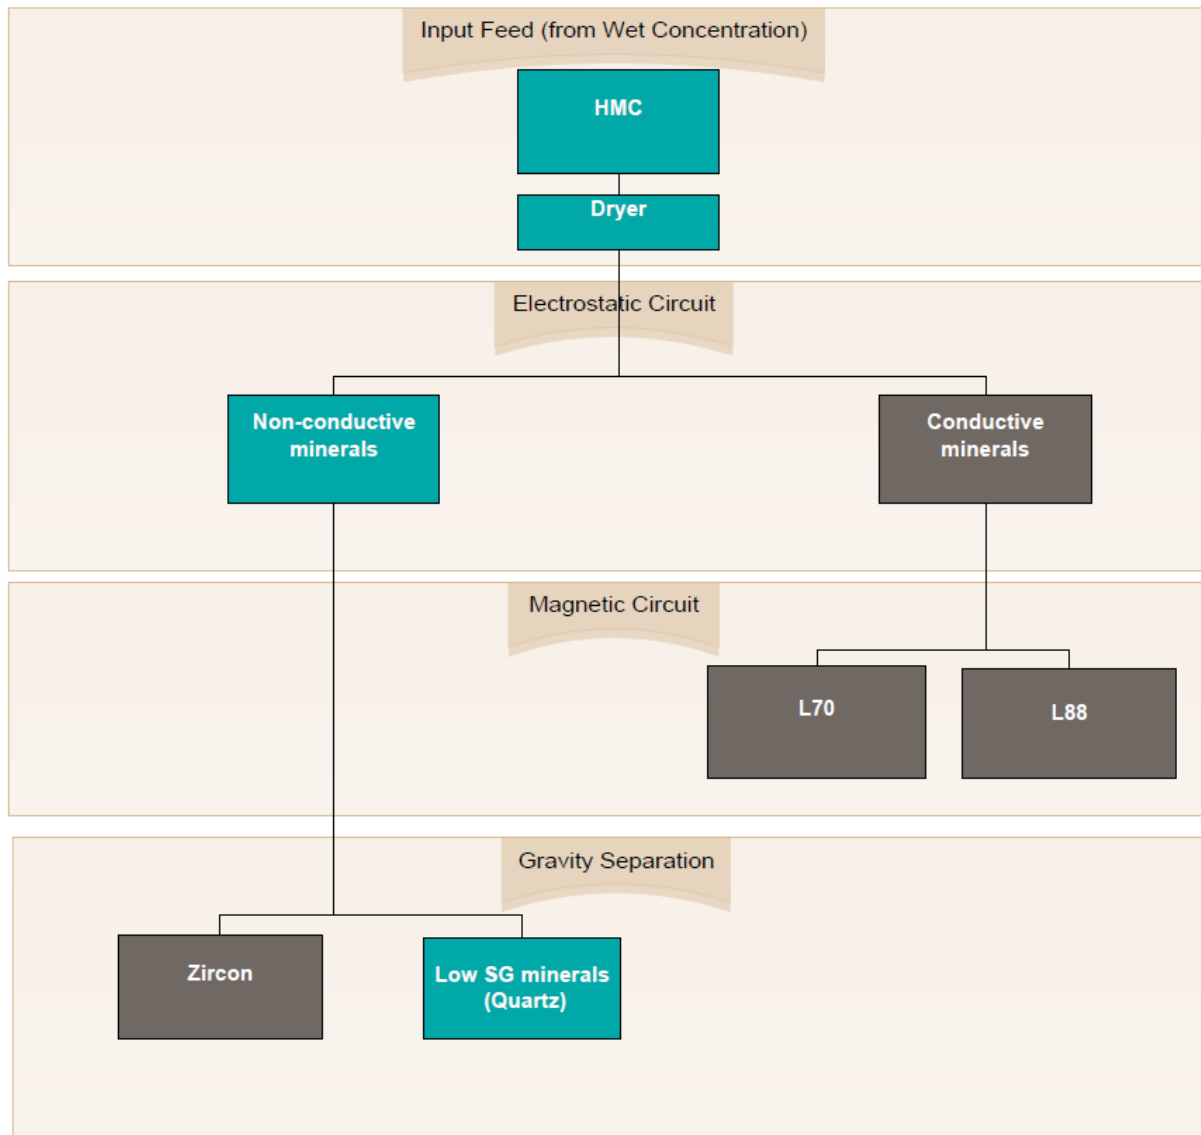 Input Feed (from Wet Concentration)
HMC
Dryer
Electrostatic Circuit
Non-conductive
minerals
Conductive
minerals
Magnetic Circuit
L70
L88
Gravity Separation
Zircon
Low SG minerals
(Quartz)